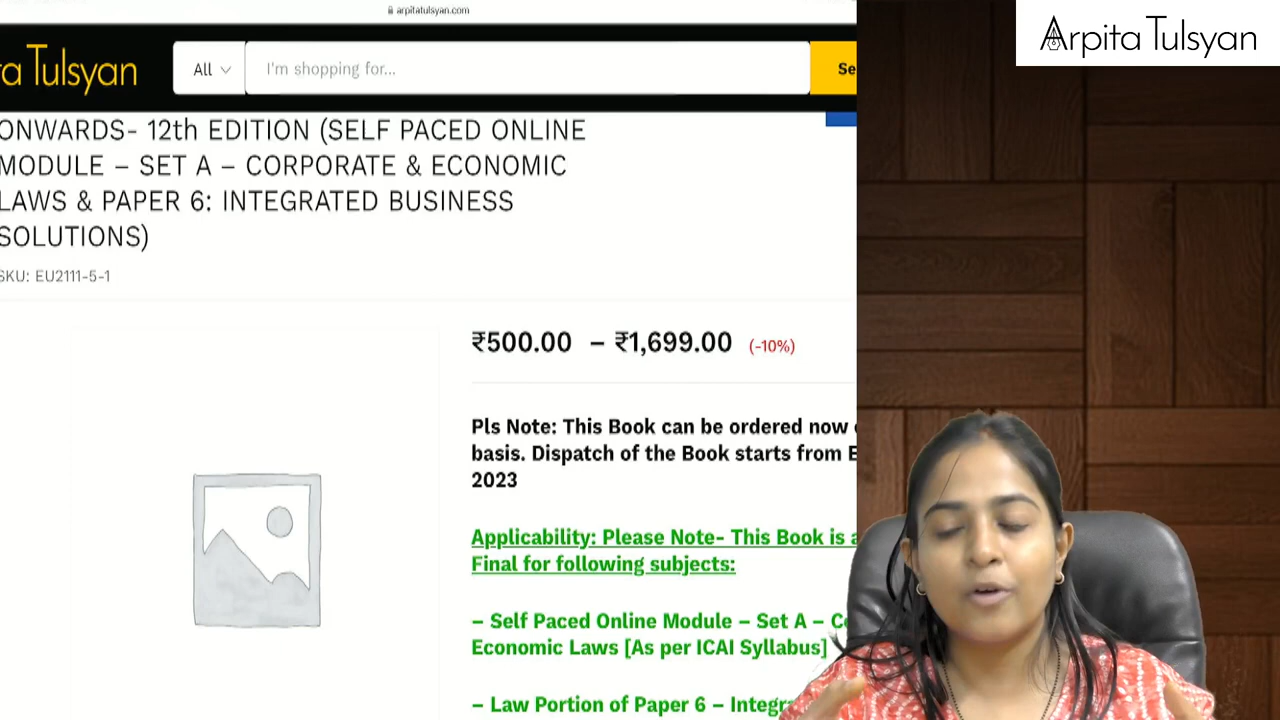 arpitatulsyan.com
Arpita Tulsyan
Tulsyan
All
I'm shopping for...
ONWARDS- 12th EDITION (SELF PACED ONLINE
MODULE – SET A – CORPORATE & ECONOMIC
LAWS & PAPER 6: INTEGRATED BUSINESS
SOLUTIONS)
SKU: EU2111-5-1
₹500.00 – ₹1,699.00 (-10%)
Pls Note: This Book can be ordered now
basis. Dispatch of the Book starts from
2023
Applicability: Please Note- This Book is
Final for following subjects:
– Self Paced Online Module – Set A –
Economic Laws [As per ICAI Syllabus]
– Law Portion of Paper 6 –